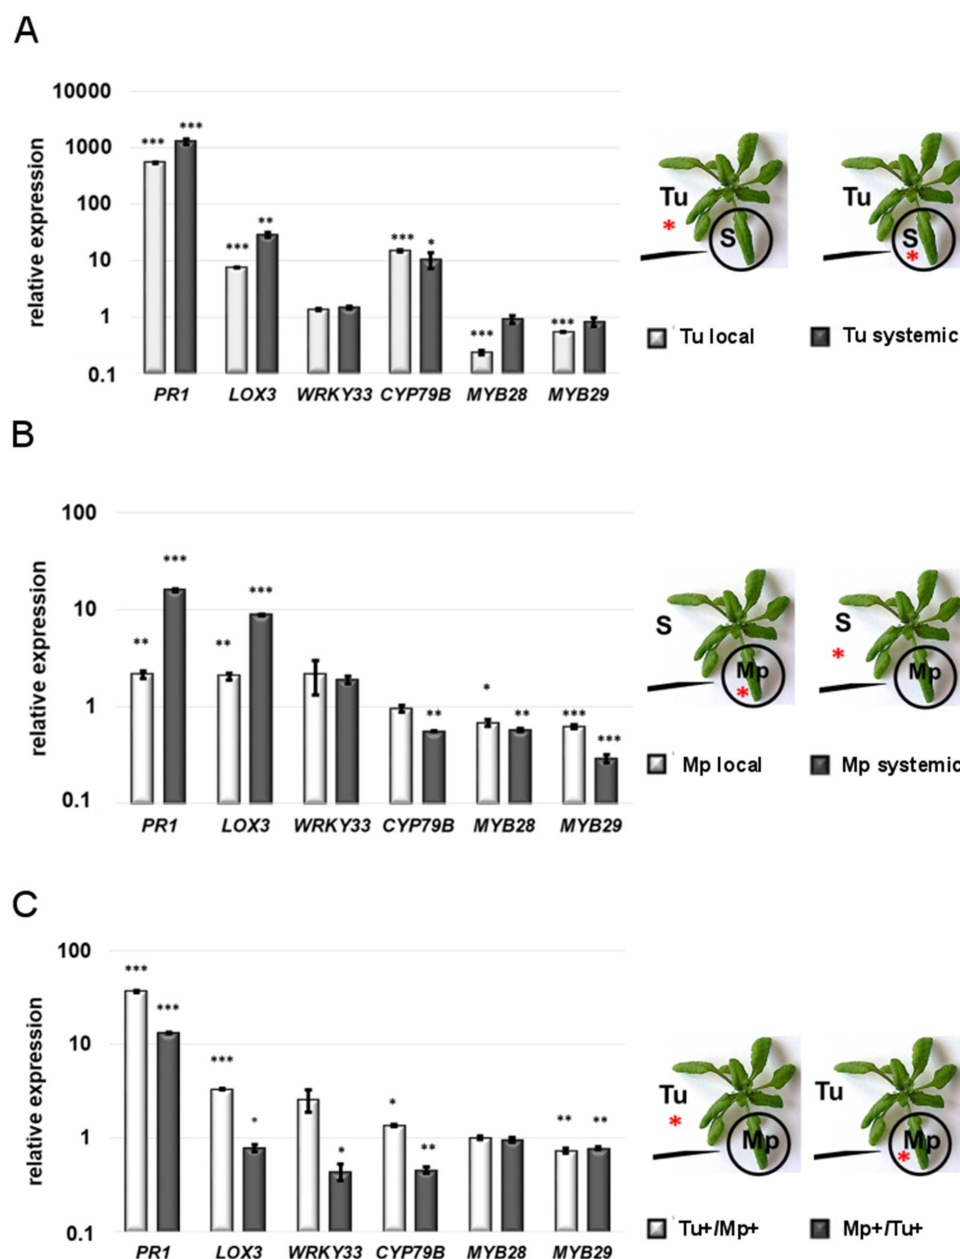 A
10000
1000
100
10
1
0.1
relative expression
*** *** *** ** *** * *** ***
PR1 LOX3 WRKY33 CYP79B MYB28 MYB29
Tu S Tu S
* *
Tu local Tu systemic
B
100
10
1
0.1
relative expression
** *** ** *** ** * ** *** ***
PR1 LOX3 WRKY33 CYP79B MYB28 MYB29
S Mp S Mp
* *
Mp local Mp systemic
C
100
10
1
0.1
relative expression
*** *** *** * * * ** ** **
PR1 LOX3 WRKY33 CYP79B MYB28 MYB29
Tu Mp Tu Mp
* *
Tu+/Mp+ Mp+/Tu+